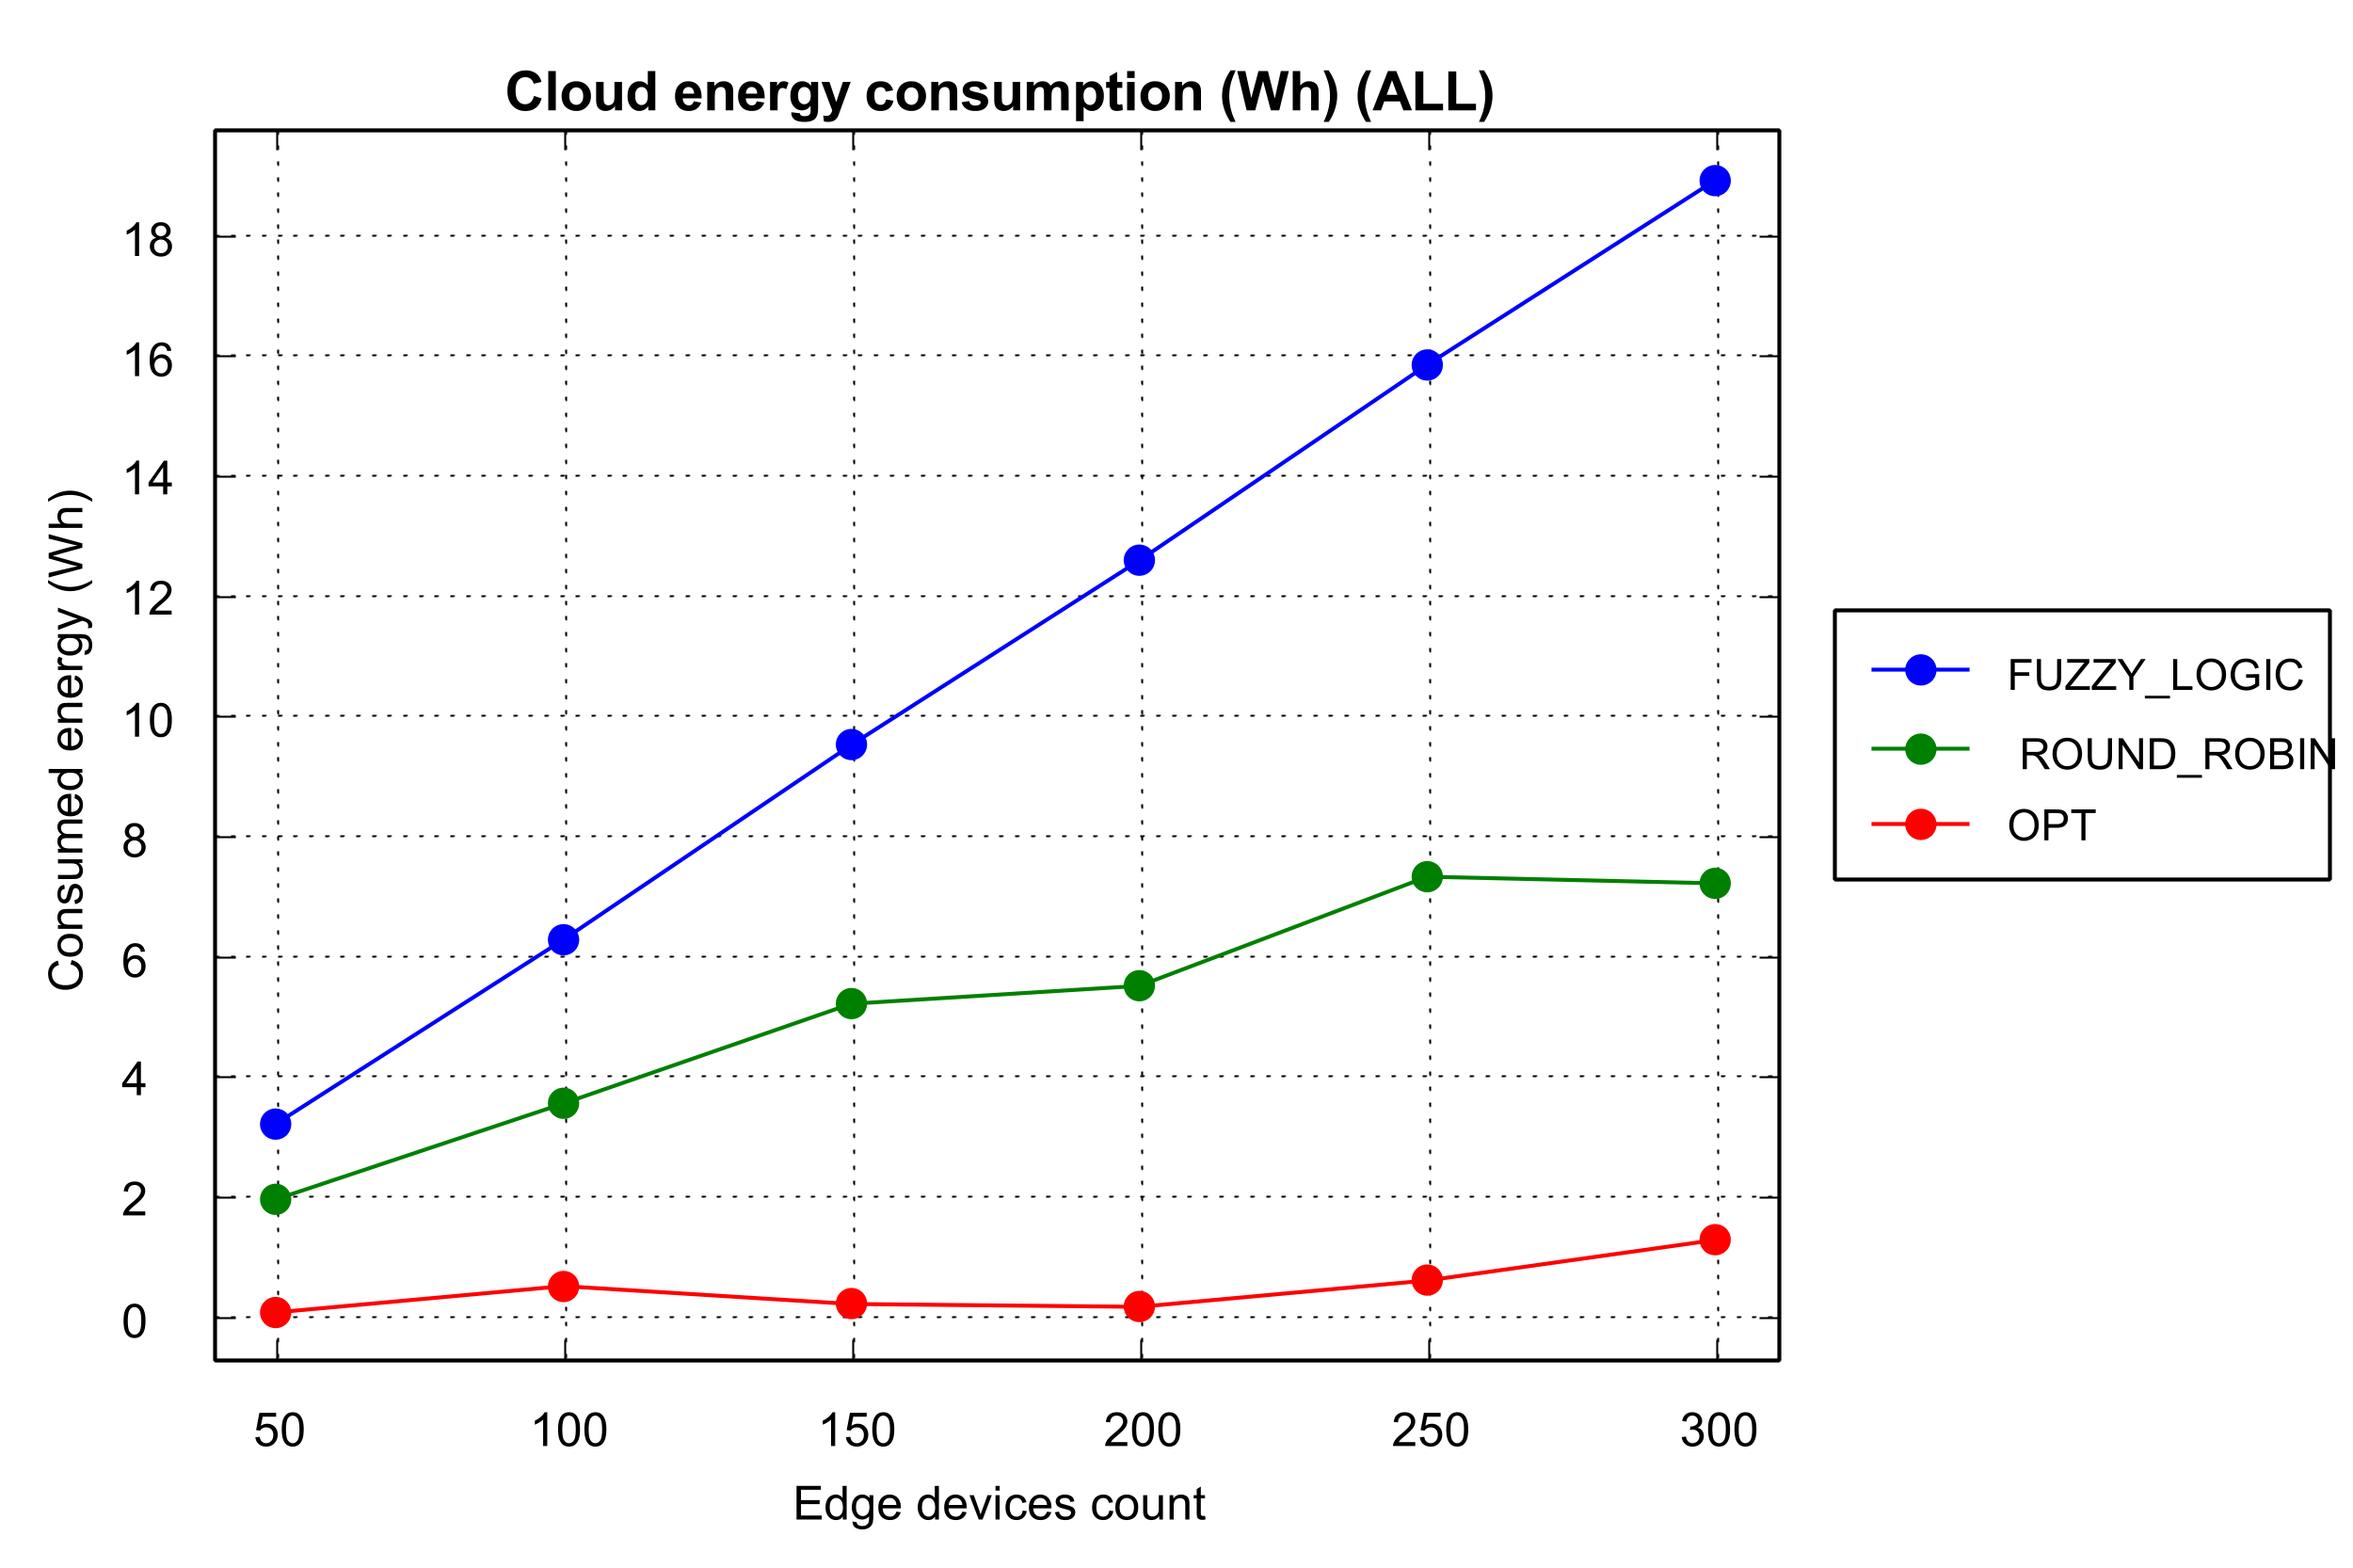 Cloud energy consumption (Wh) (ALL)
Consumed energy (Wh)
18
16
14
12
10
8
6
4
2
0
50 100 150 200 250 300
Edge devices count
FUZZY_LOGIC
ROUND_ROBIN
OPT